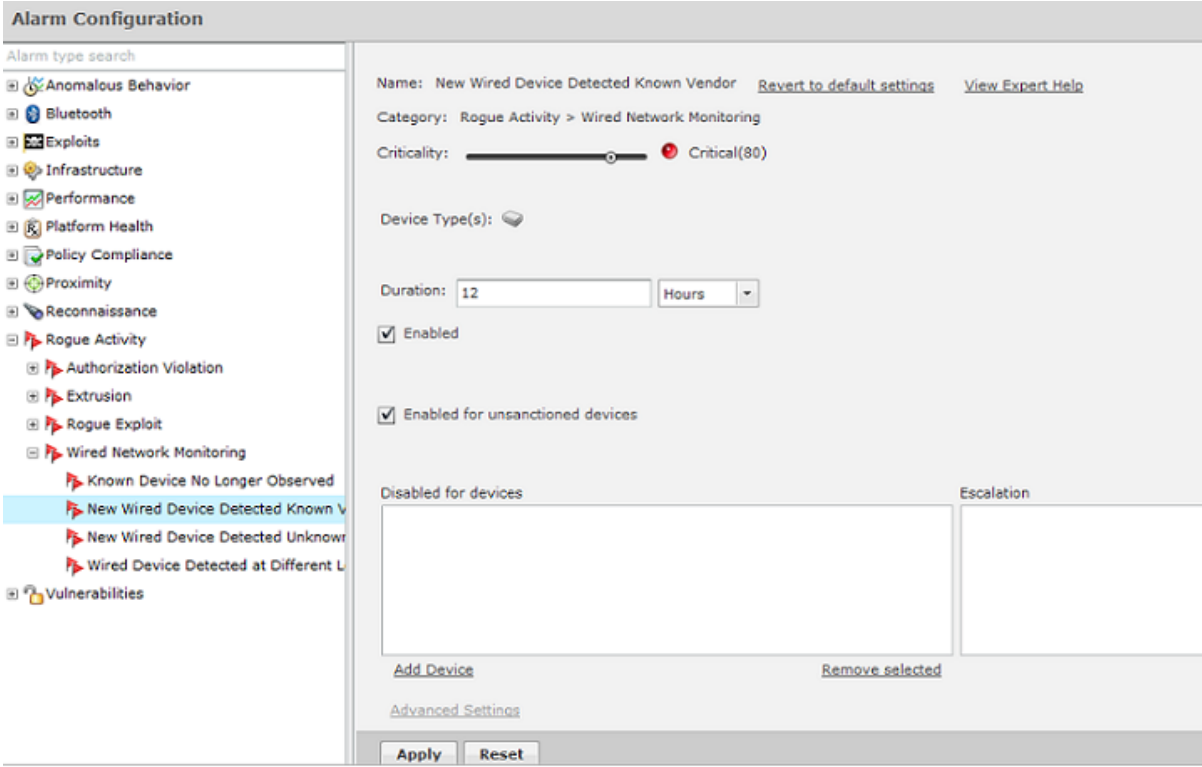 Alarm Configuration
Alarm type search
Anomalous Behavior
Bluetooth
Exploits
Infrastructure
Performance
Platform Health
Policy Compliance
Proximity
Reconnaissance
Rogue Activity
Authorization Violation
Extrusion
Rogue Exploit
Wired Network Monitoring
Known Device No Longer Observed
New Wired Device Detected Known V
New Wired Device Detected Unknown
Wired Device Detected at Different L
Vulnerabilities
Name: New Wired Device Detected Known Vendor Revert to default settings View Expert Help
Category: Rogue Activity > Wired Network Monitoring
Criticality: Critical(80)
Device Type(s):
Duration: 12 Hours
Enabled
Enabled for unsanctioned devices
Disabled for devices Escalation
Add Device Remove selected
Advanced Settings
Apply Reset